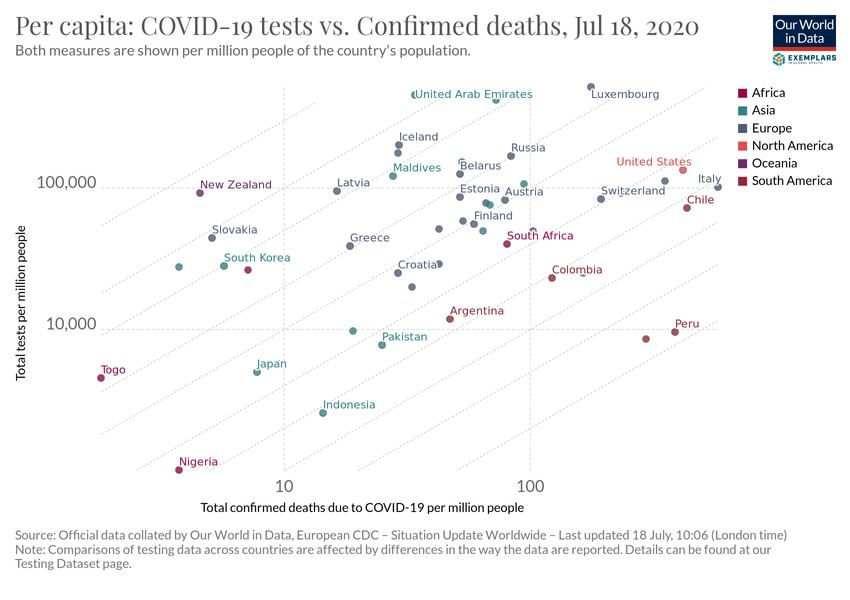 Per capita: COVID-19 tests vs. Confirmed deaths, Jul 18, 2020
Both measures are shown per million people of the country's population.
Our World
in Data
EXEMPLARS
IN GLOBAL HEALTH
Africa
Asia
Europe
North America
Oceania
South America
United Arab Emirates
Luxembourg
Iceland
Russia
Maldives
Belarus
United States
New Zealand
Latvia
Estonia
Austria
Switzerland
Italy
Chile
Finland
Slovakia
Greece
South Africa
South Korea
Croatia
Colombia
Argentina
Peru
Pakistan
Japan
Togo
Indonesia
Nigeria
100,000
10,000
Total tests per million people
10
100
Total confirmed deaths due to COVID-19 per million people
Source: Official data collated by Our World in Data, European CDC – Situation Update Worldwide – Last updated 18 July, 10:06 (London time)
Note: Comparisons of testing data across countries are affected by differences in the way the data are reported. Details can be found at our
Testing Dataset page.